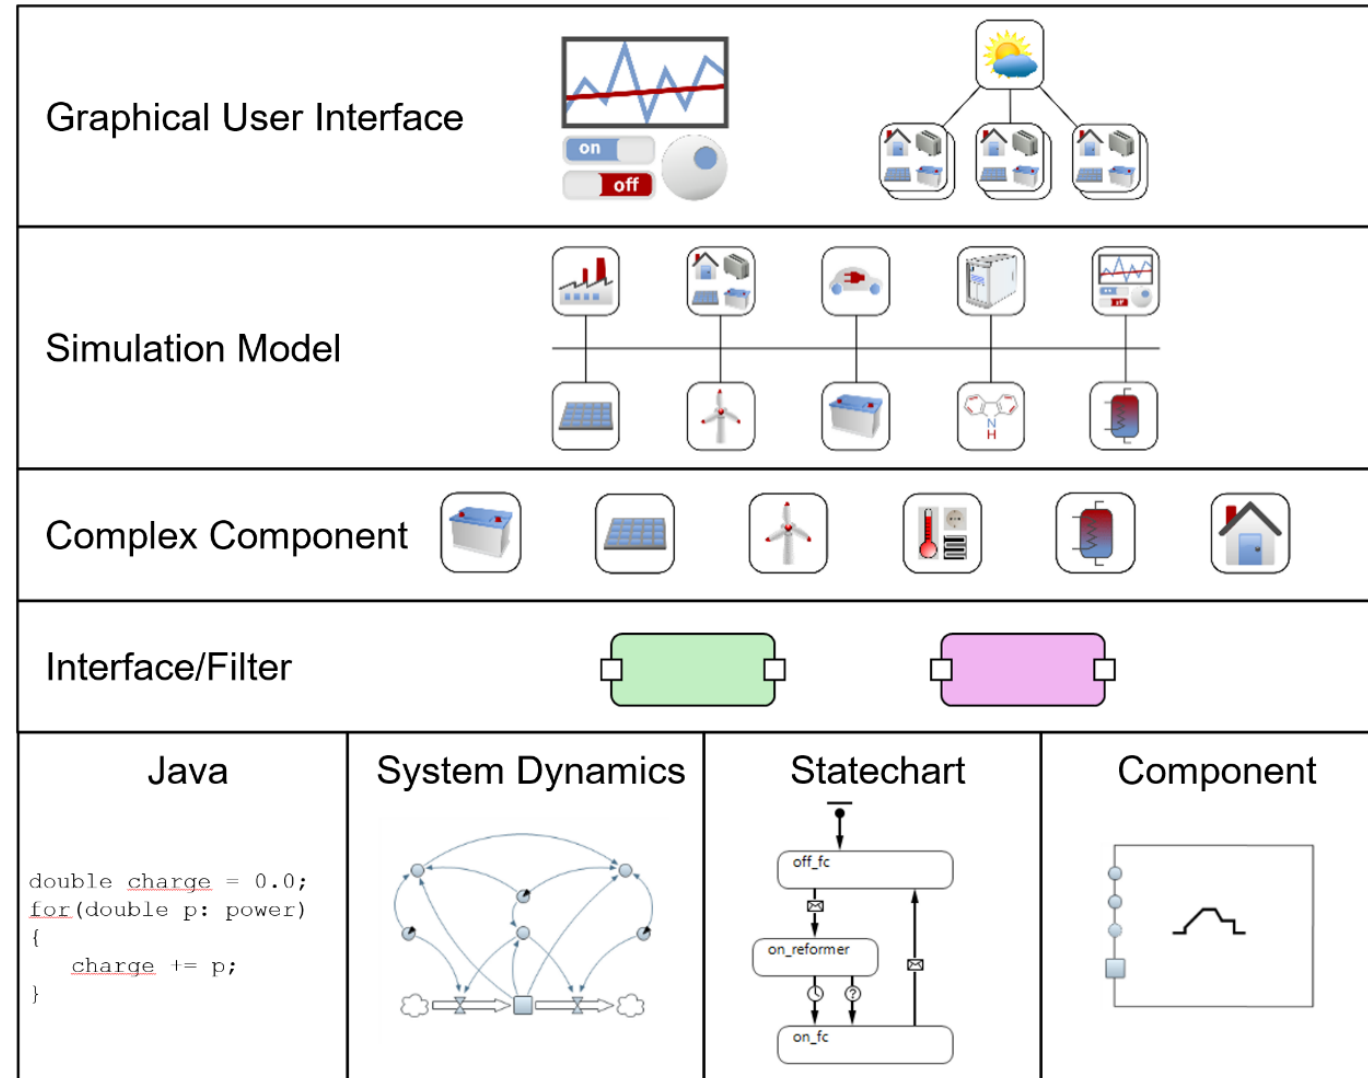 Graphical User Interface
on
off
Simulation Model
off
N
H
Complex Component
Interface/Filter
Java
double charge = 0.0;
for(double p: power)
{
charge += p;
}
System Dynamics
Statechart
off_fc
on_reformer
?
on_fc
Component